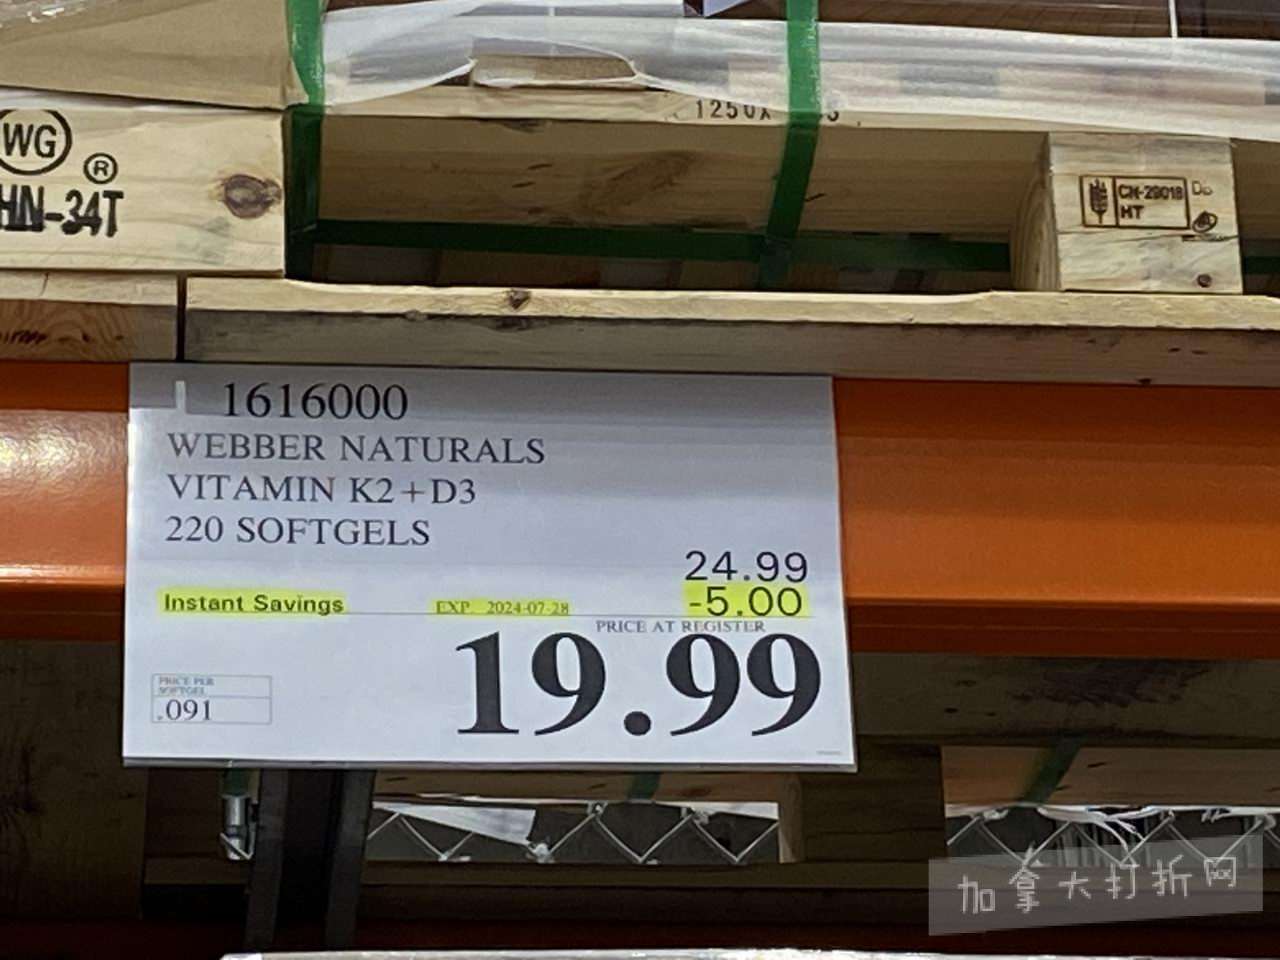 1250X
WG
®
HN-34T
CN-29018
HT
DB
1616000
WEBBER NATURALS
VITAMIN K2+D3
220 SOFTGELS
24.99
Instant Savings EXP. 2024-07-28 -5.00
PRICE AT REGISTER
19.99
PRICE PER
SOFTGEL
.091
加拿大打折网